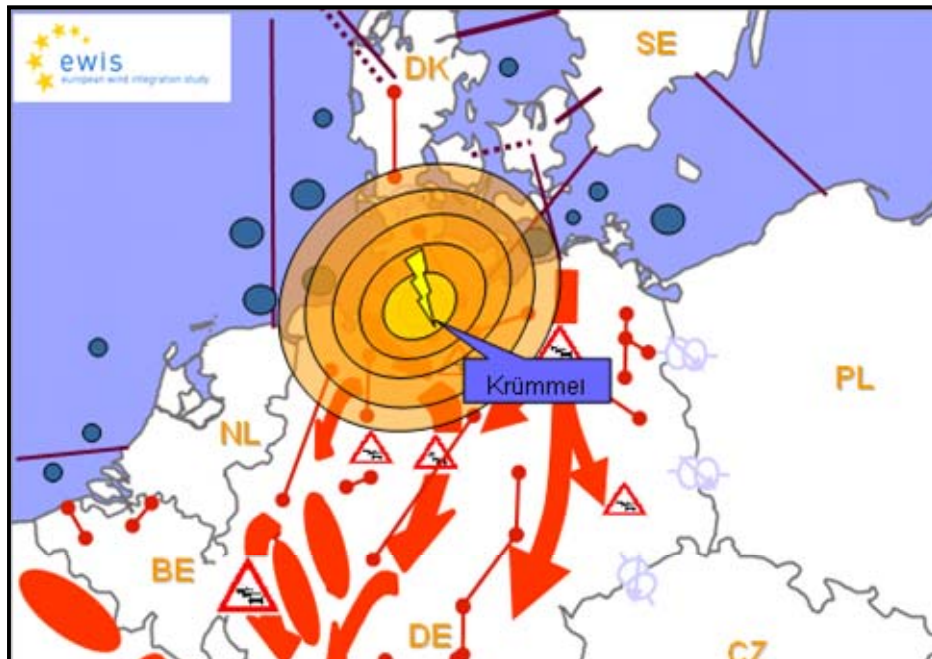 ewis
european wind integration study
DK
SE
Krümmel
PL
NL
BE
DE
CZ